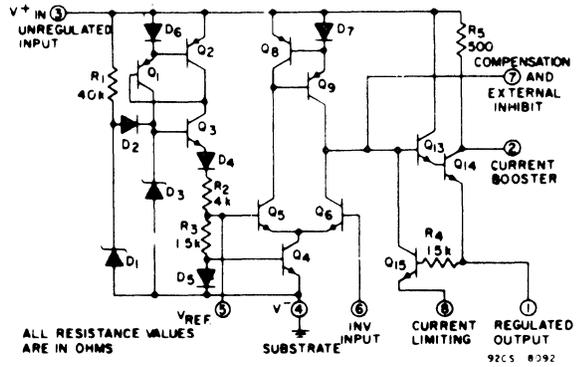 V+ IN ③
UNREGULATED
INPUT
D6
Q2
Q1
R1
40k
D2
Q3
D4
D3
R2
4k
R3
15k
D1
D5
Q8
D7
Q9
Q5
Q6
Q4
R5
500
COMPENSATION
⑦ AND
EXTERNAL
INHIBIT
Q13
Q14
②
CURRENT
BOOSTER
R4
15k
Q15
⑤
VREF.
V- ④
SUBSTRATE
⑥
INV
INPUT
⑧
CURRENT
LIMITING
①
REGULATED
OUTPUT
ALL RESISTANCE VALUES
ARE IN OHMS
92CS 8092